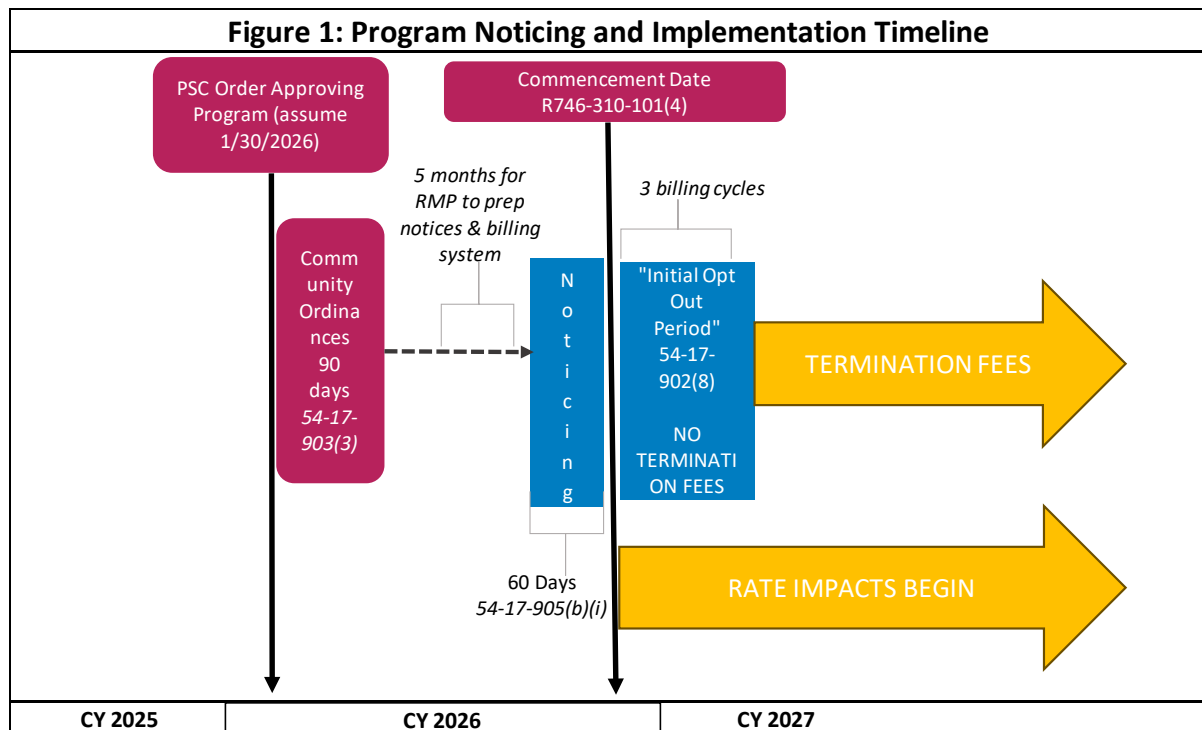 Figure 1: Program Noticing and Implementation Timeline
PSC Order Approving
Program (assume
1/30/2026)
Commencement Date
R746-310-101(4)
5 months for
RMP to prep
notices & billing
system
3 billing cycles
Comm
unity
Ordina
nces
90
days
54-17-
903(3)
N
o
t
i
c
i
n
g
"Initial Opt
Out
Period"
54-17-
902(8)
NO
TERMINATI
ON FEES
TERMINATION FEES
60 Days
54-17-905(b)(i)
RATE IMPACTS BEGIN
CY 2025
CY 2026
CY 2027